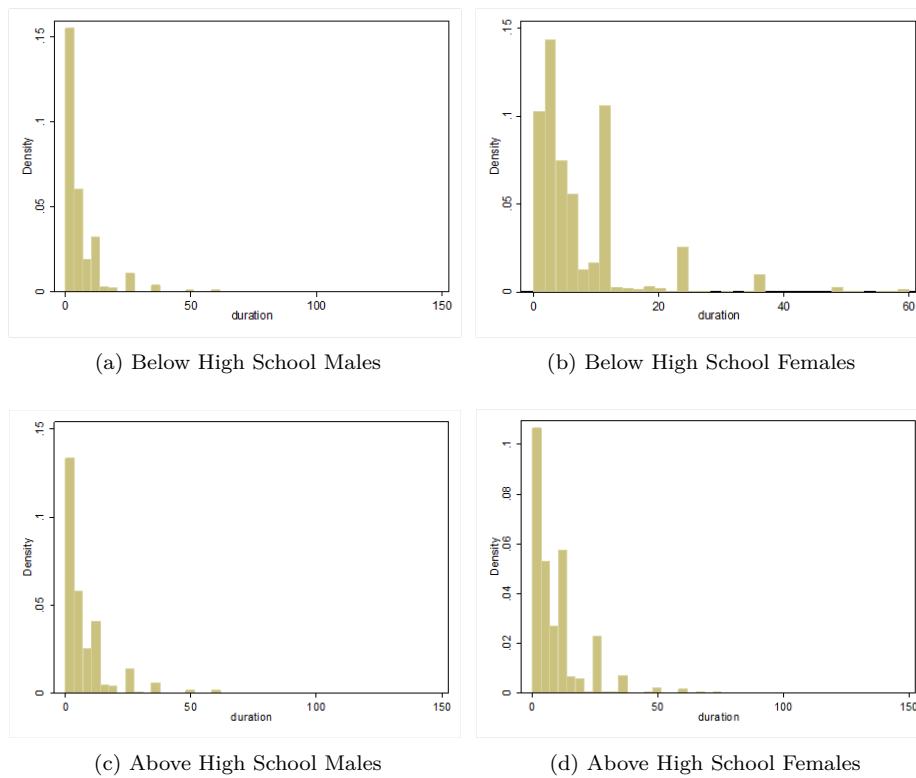 .15
.1
.05
0
Density
0 50 100 150
duration
(a) Below High School Males
.15
.1
.05
0
Density
0 20 40 60
duration
(b) Below High School Females
.15
.1
.05
0
Density
0 50 100 150
duration
(c) Above High School Males
.1
.08
.06
.04
.02
0
Density
0 50 100 150
duration
(d) Above High School Females